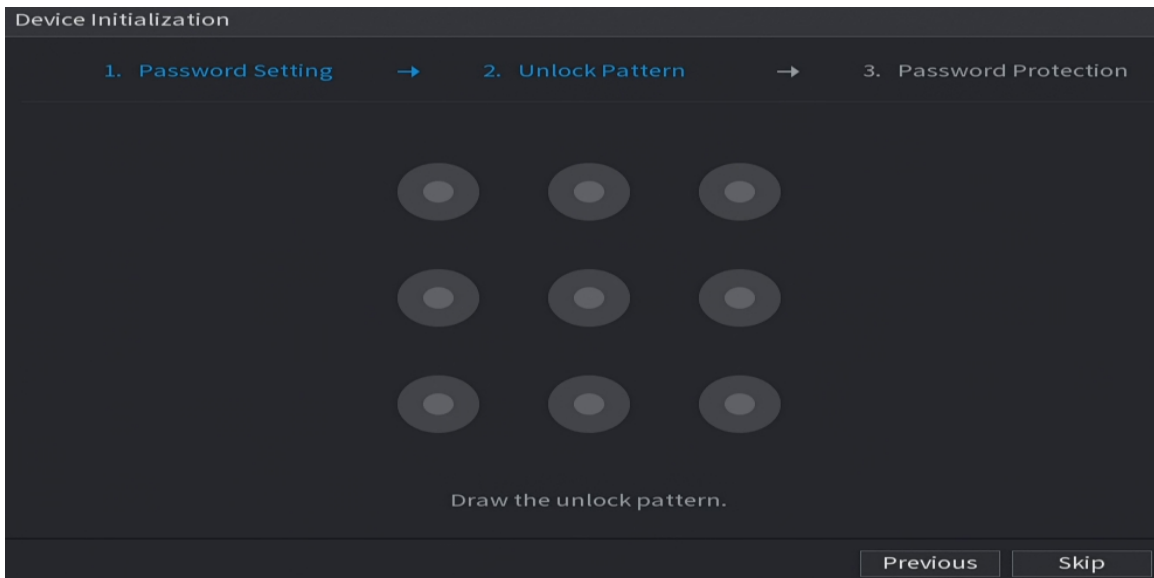 Device Initialization
1. Password Setting → 2. Unlock Pattern → 3. Password Protection
Draw the unlock pattern.
Previous Skip